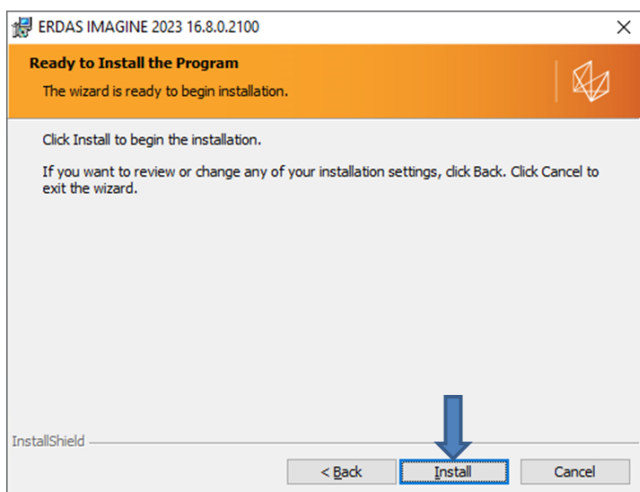 ERDAS IMAGINE 2023 16.8.0.2100
Ready to Install the Program
The wizard is ready to begin installation.
Click Install to begin the installation.
If you want to review or change any of your installation settings, click Back. Click Cancel to
exit the wizard.
InstallShield
< Back Install Cancel